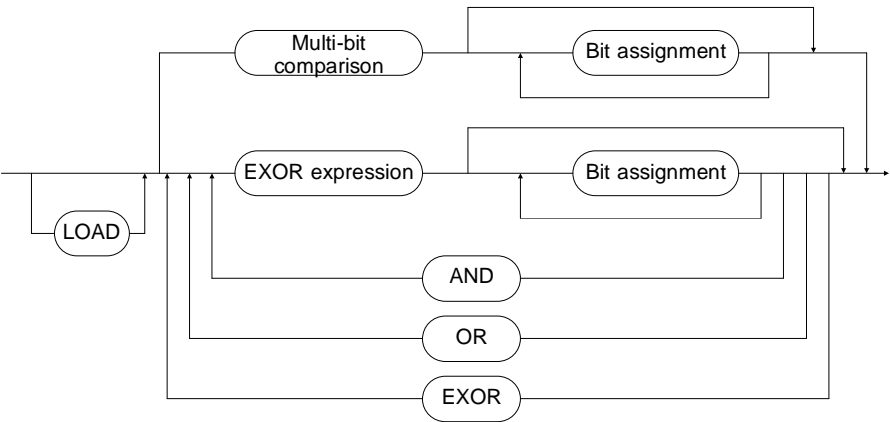 Multi-bit
comparison
Bit assignment
EXOR expression
Bit assignment
LOAD
AND
OR
EXOR